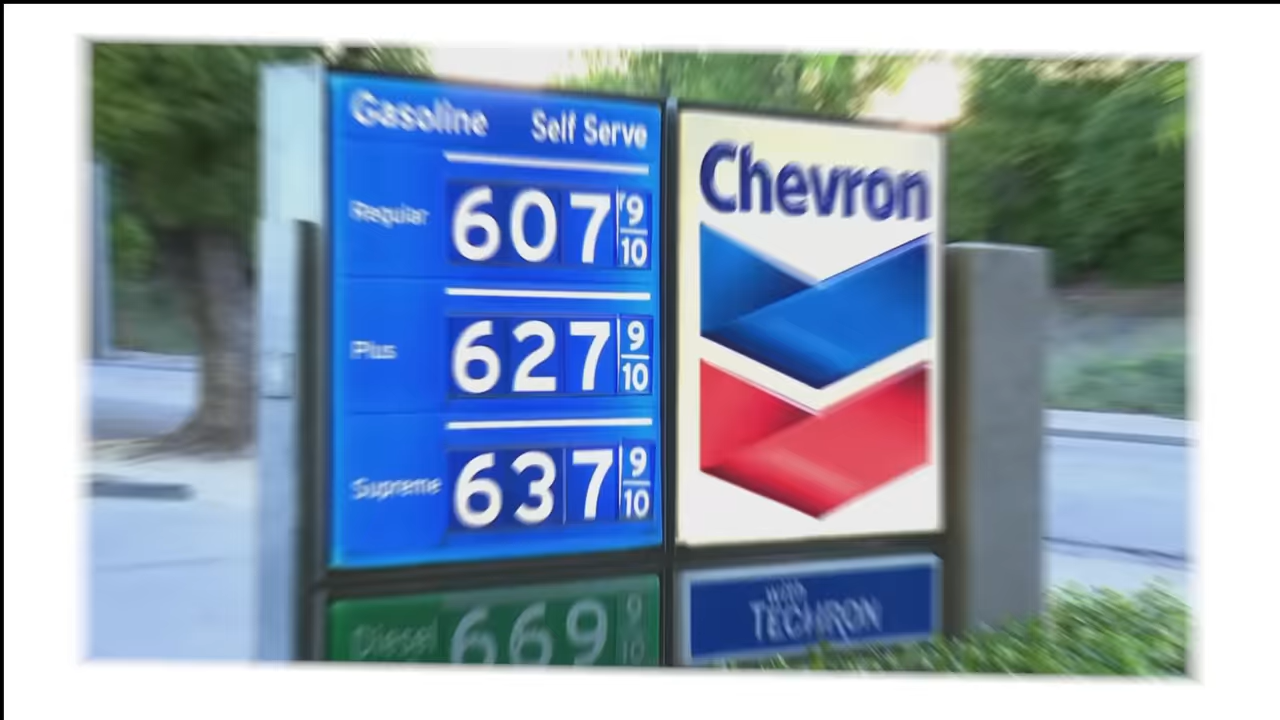 Gasoline Self Serve
Regular 607 9/10
Plus 627 9/10
Supreme 637 9/10
Diesel 669 9/10
Chevron
with
TECHRON